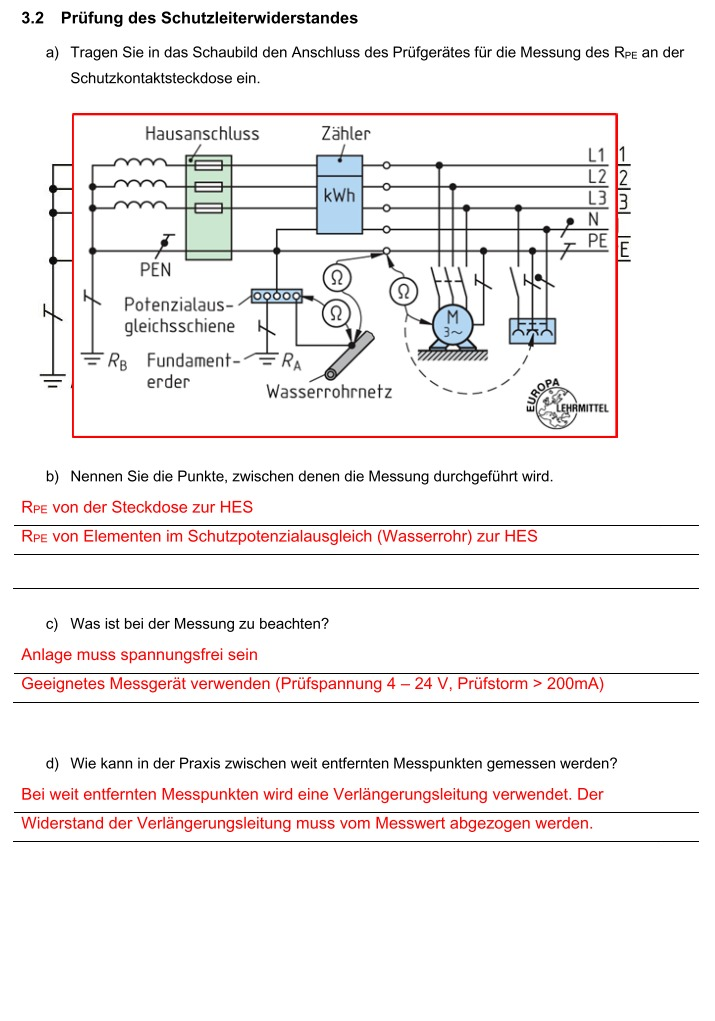 3.2 Prüfung des Schutzleiterwiderstandes
a) Tragen Sie in das Schaubild den Anschluss des Prüfgerätes für die Messung des RPE an der
Schutzkontaktsteckdose ein.
Hausanschluss Zähler
L1 1
L2 2
kWh
L3 3
N
PE E
PEN
Ω
Ω
Ω
Potenzialaus-
gleichsschiene
M
3~
RB Fundament- RA
erder
Wasserrohrnetz
EUROPA
LEHRMITTEL
b) Nennen Sie die Punkte, zwischen denen die Messung durchgeführt wird.
RPE von der Steckdose zur HES
RPE von Elementen im Schutzpotenzialausgleich (Wasserrohr) zur HES
c) Was ist bei der Messung zu beachten?
Anlage muss spannungsfrei sein
Geeignetes Messgerät verwenden (Prüfspannung 4 – 24 V, Prüfstorm > 200mA)
d) Wie kann in der Praxis zwischen weit entfernten Messpunkten gemessen werden?
Bei weit entfernten Messpunkten wird eine Verlängerungsleitung verwendet. Der
Widerstand der Verlängerungsleitung muss vom Messwert abgezogen werden.